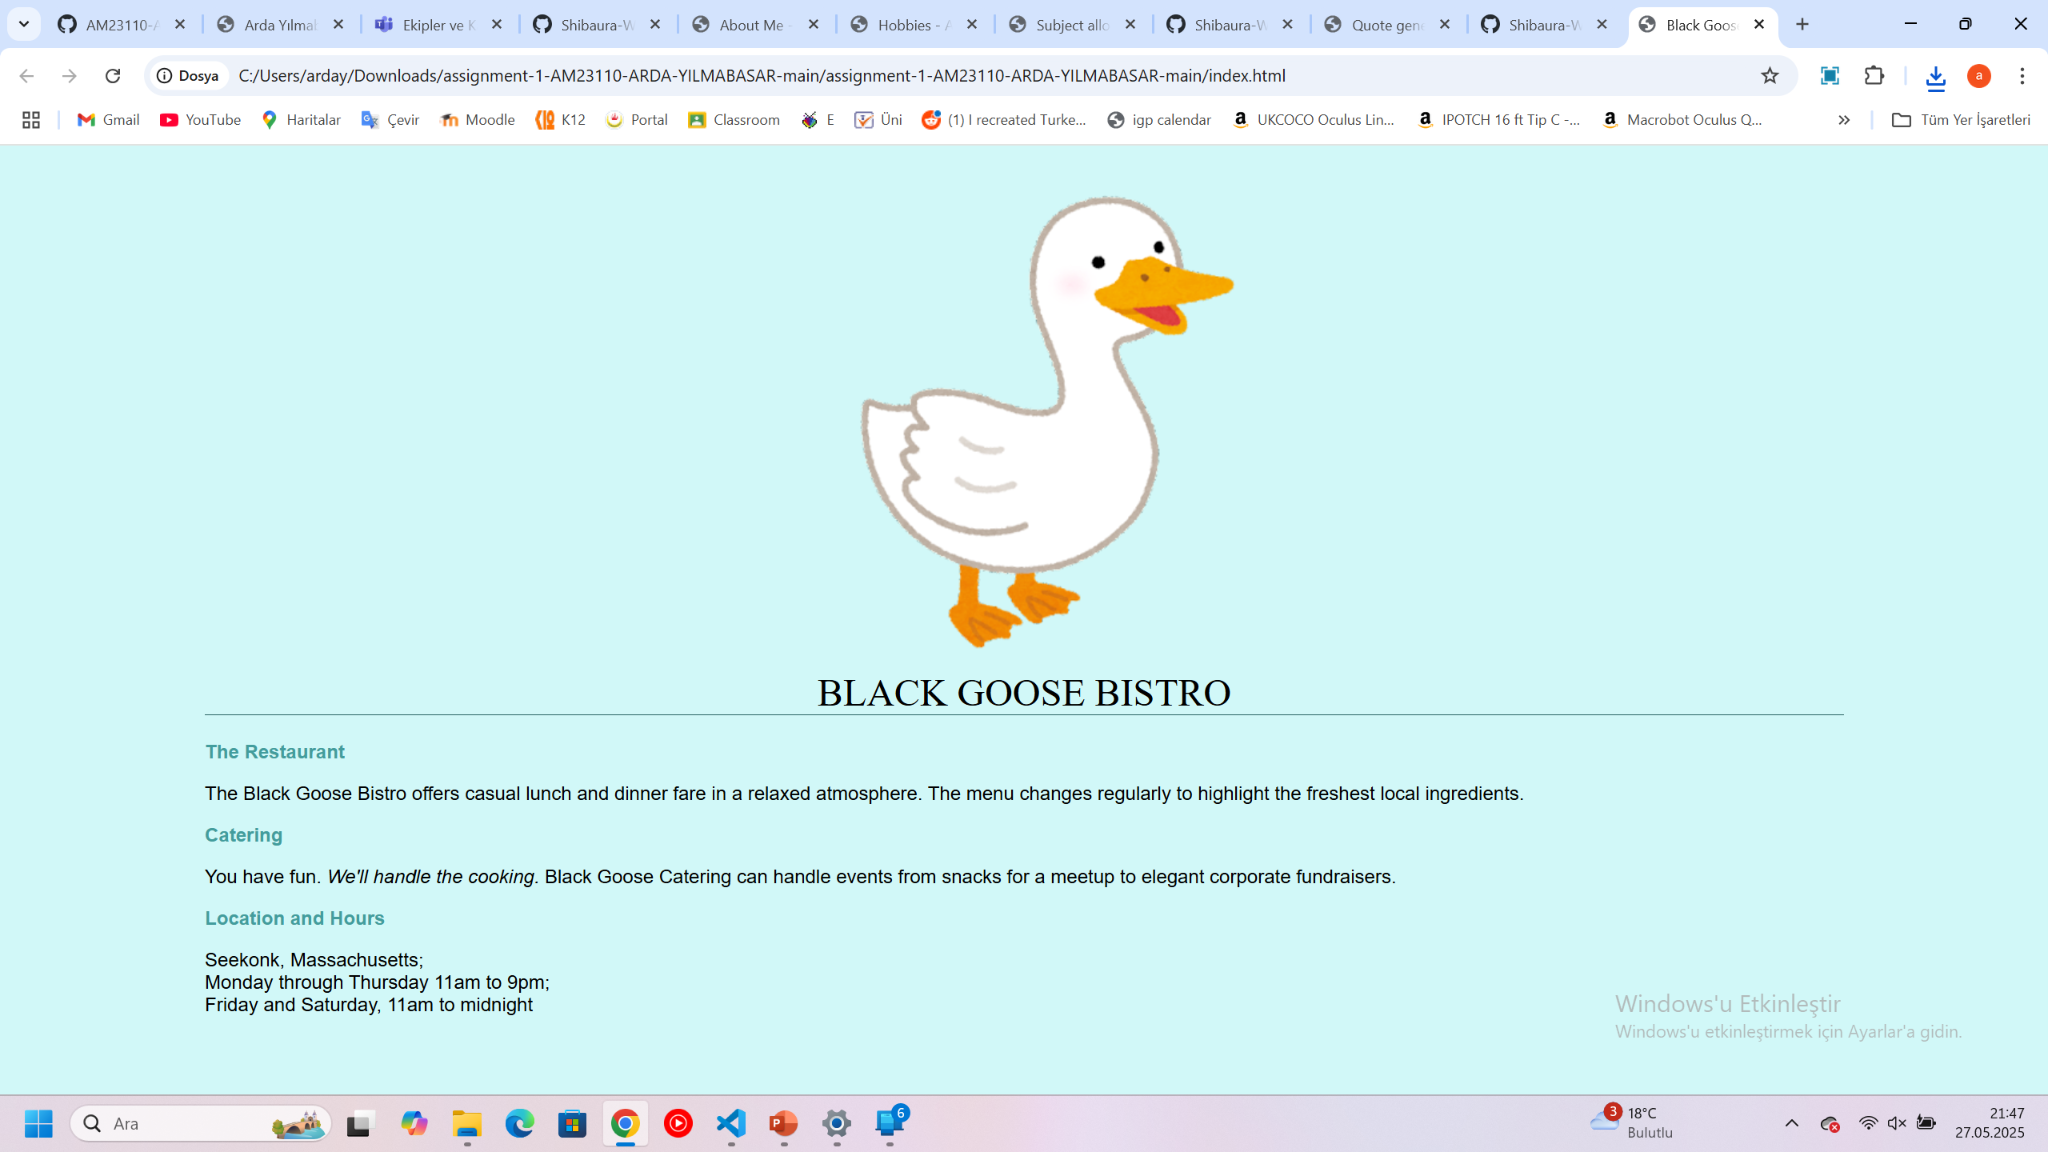 AM23110-A
Arda Yılmab
Ekipler ve K
Shibaura-W
About Me -
Hobbies - A
Subject allo
Shibaura-W
Quote gene
Shibaura-W
Black Goose
Dosya
C:/Users/arday/Downloads/assignment-1-AM23110-ARDA-YILMABASAR-main/assignment-1-AM23110-ARDA-YILMABASAR-main/index.html
a
Gmail
YouTube
Haritalar
Çevir
Moodle
K12
Portal
Classroom
E
Üni
(1) I recreated Turke...
igp calendar
UKCOCO Oculus Lin...
IPOTCH 16 ft Tip C -...
Macrobot Oculus Q...
Tüm Yer İşaretleri
BLACK GOOSE BISTRO
The Restaurant
The Black Goose Bistro offers casual lunch and dinner fare in a relaxed atmosphere. The menu changes regularly to highlight the freshest local ingredients.
Catering
You have fun. We'll handle the cooking. Black Goose Catering can handle events from snacks for a meetup to elegant corporate fundraisers.
Location and Hours
Seekonk, Massachusetts;
Monday through Thursday 11am to 9pm;
Friday and Saturday, 11am to midnight
Windows'u Etkinleştir
Windows'u etkinleştirmek için Ayarlar'a gidin.
Ara
6
3
18°C
Bulutlu
21:47
27.05.2025